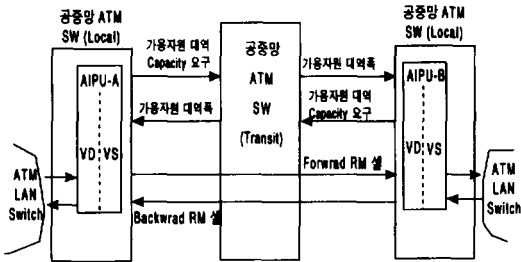 공중망 ATM
SW (Local)
가용자원 대역
Capacity 요구
공중망
ATM
SW
(Transit)
가용자원 대역폭
공중망 ATM
SW (Local)
AIPU-A
가용자원 대역폭
가용자원 대역
Capacity 요구
AIPU-B
VD VS
Forwrad RM 셀
VD VS
ATM
LAN
Switch
Backwrad RM 셀
ATM
LAN
Switch